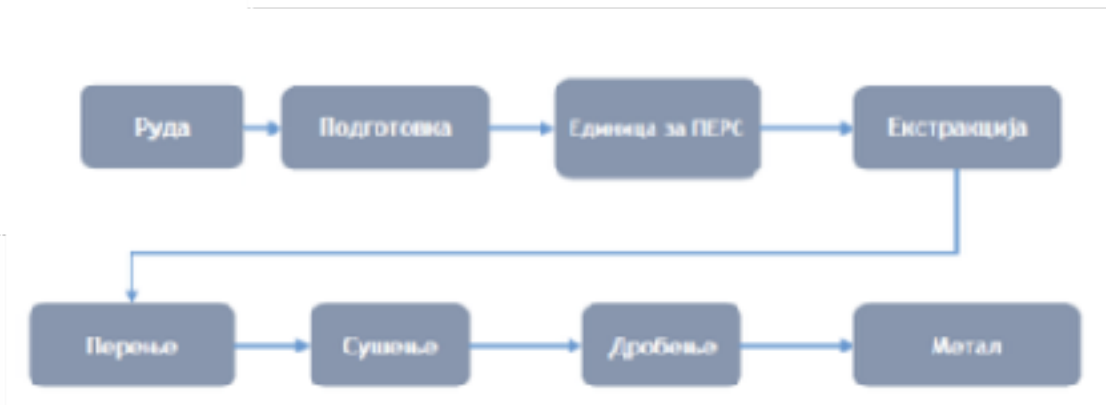 Руда
Подготовка
Единица за ПЕРС
Екстракција
Перење
Сушење
Дробење
Метал